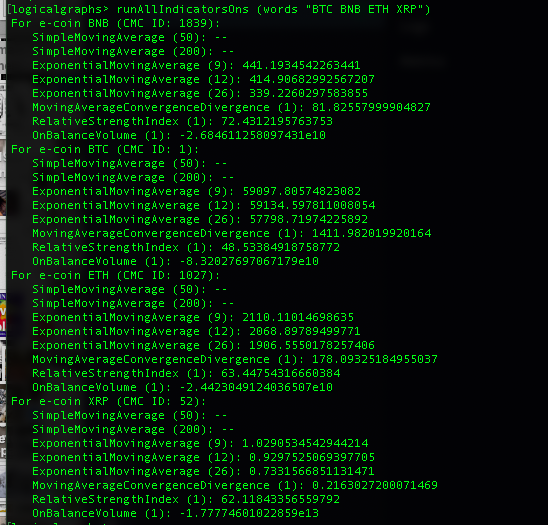 [logicalgraphs> runAllIndicatorsOns (words "BTC BNB ETH XRP")
For e-coin BNB (CMC ID: 1839):
SimpleMovingAverage (50): --
SimpleMovingAverage (200): --
ExponentialMovingAverage (9): 441.1934542263441
ExponentialMovingAverage (12): 414.90682992567207
ExponentialMovingAverage (26): 339.2260297583855
MovingAverageConvergenceDivergence (1): 81.82557999904827
RelativeStrengthIndex (1): 72.4312195763753
OnBalanceVolume (1): -2.684611258097431e10
For e-coin BTC (CMC ID: 1):
SimpleMovingAverage (50): --
SimpleMovingAverage (200): --
ExponentialMovingAverage (9): 59097.80574823082
ExponentialMovingAverage (12): 59134.597811008054
ExponentialMovingAverage (26): 57798.71974225892
MovingAverageConvergenceDivergence (1): 1411.982019920164
RelativeStrengthIndex (1): 48.53384918758772
OnBalanceVolume (1): -8.32027697067179e10
For e-coin ETH (CMC ID: 1027):
SimpleMovingAverage (50): --
SimpleMovingAverage (200): --
ExponentialMovingAverage (9): 2110.11014698635
ExponentialMovingAverage (12): 2068.89789499771
ExponentialMovingAverage (26): 1906.5550178257406
MovingAverageConvergenceDivergence (1): 178.09325184955037
RelativeStrengthIndex (1): 63.44754316660384
OnBalanceVolume (1): -2.4423049124036507e10
For e-coin XRP (CMC ID: 52):
SimpleMovingAverage (50): --
SimpleMovingAverage (200): --
ExponentialMovingAverage (9): 1.0290534542944214
ExponentialMovingAverage (12): 0.9297525069397705
ExponentialMovingAverage (26): 0.7331566851131471
MovingAverageConvergenceDivergence (1): 0.2163027200071469
RelativeStrengthIndex (1): 62.11843356559792
OnBalanceVolume (1): -1.77774601022859e13